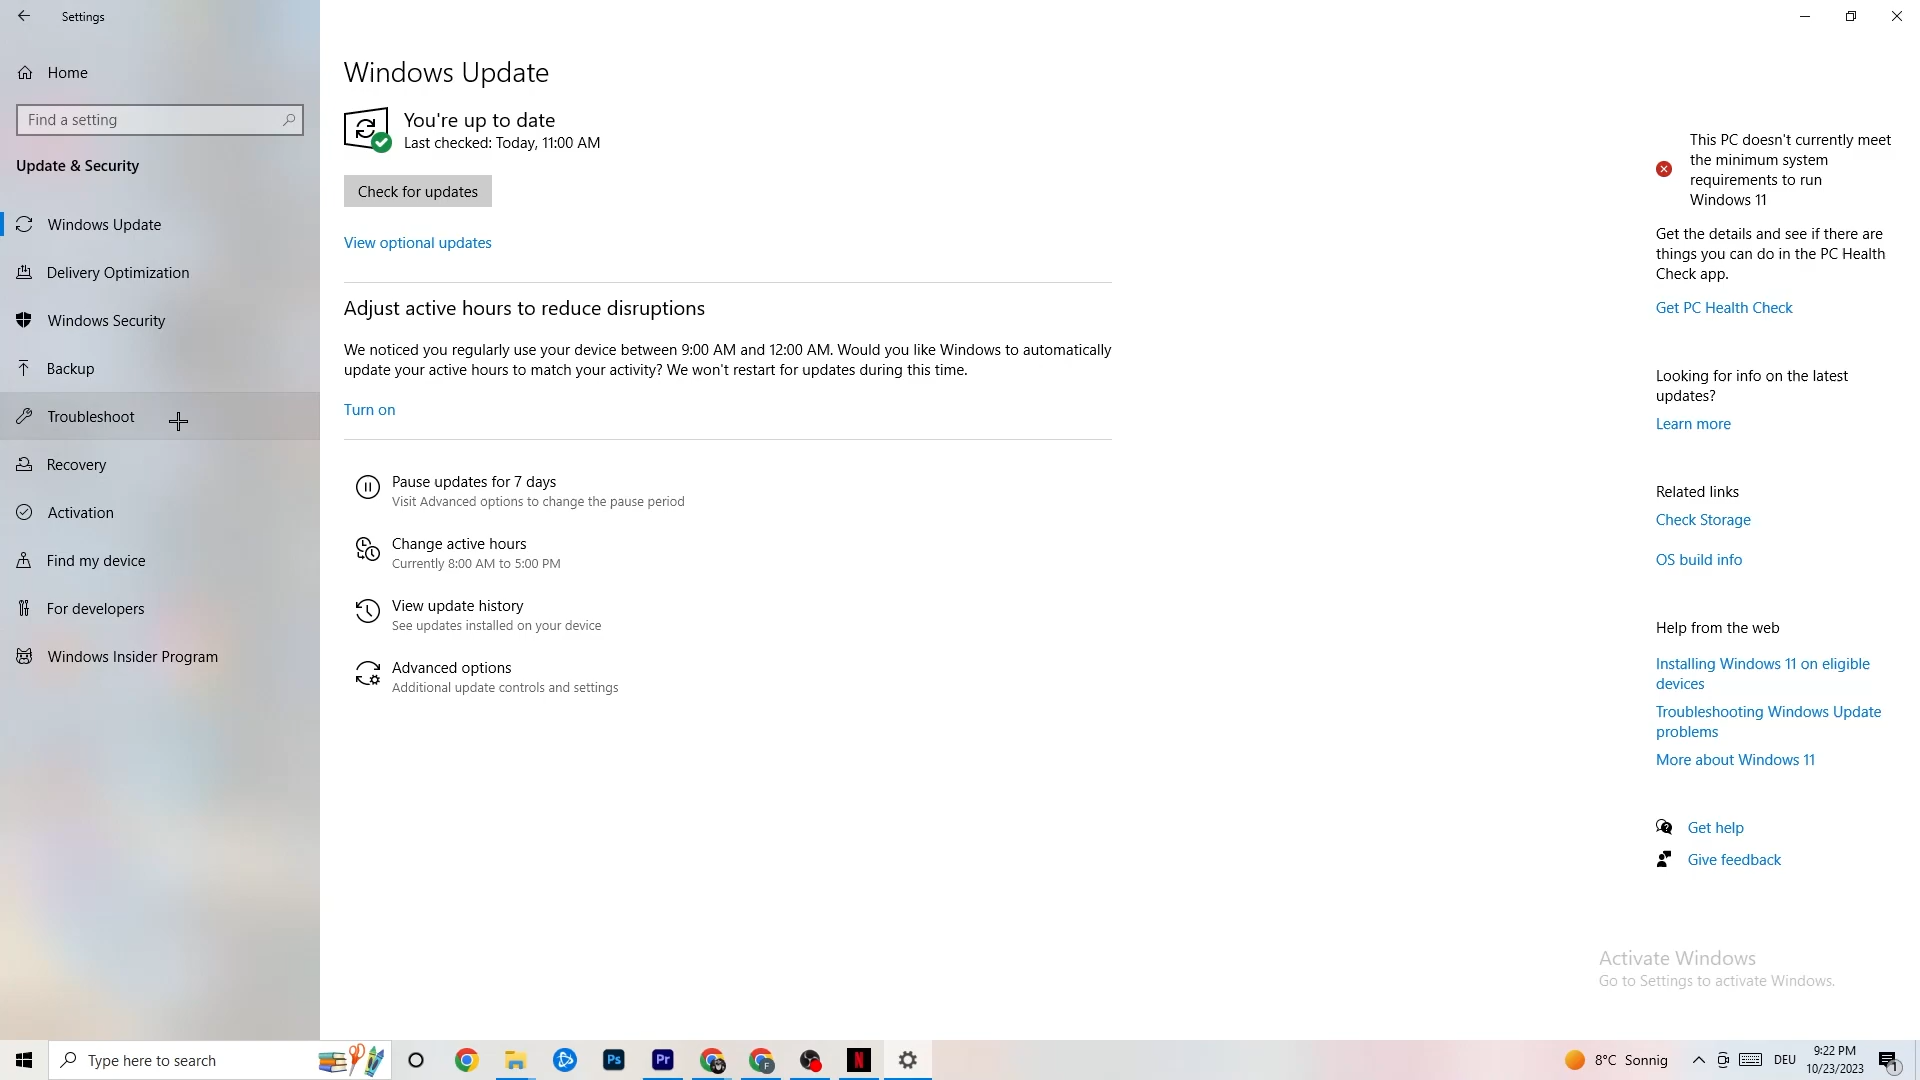 Settings
Home
Find a setting
Update & Security
Windows Update
Delivery Optimization
Windows Security
Backup
Troubleshoot
Recovery
Activation
Find my device
For developers
Windows Insider Program
Windows Update
You're up to date
Last checked: Today, 11:00 AM
Check for updates
View optional updates
Adjust active hours to reduce disruptions
We noticed you regularly use your device between 9:00 AM and 12:00 AM. Would you like Windows to automatically
update your active hours to match your activity? We won't restart for updates during this time.
Turn on
Pause updates for 7 days
Visit Advanced options to change the pause period
Change active hours
Currently 8:00 AM to 5:00 PM
View update history
See updates installed on your device
Advanced options
Additional update controls and settings
This PC doesn't currently meet
the minimum system
requirements to run
Windows 11
Get the details and see if there are
things you can do in the PC Health
Check app.
Get PC Health Check
Looking for info on the latest
updates?
Learn more
Related links
Check Storage
OS build info
Help from the web
Installing Windows 11 on eligible
devices
Troubleshooting Windows Update
problems
More about Windows 11
Get help
Give feedback
Activate Windows
Go to Settings to activate Windows.
Type here to search
Ps
Pr
F
N
8°C Sonnig
DEU
9:22 PM
10/23/2023
1